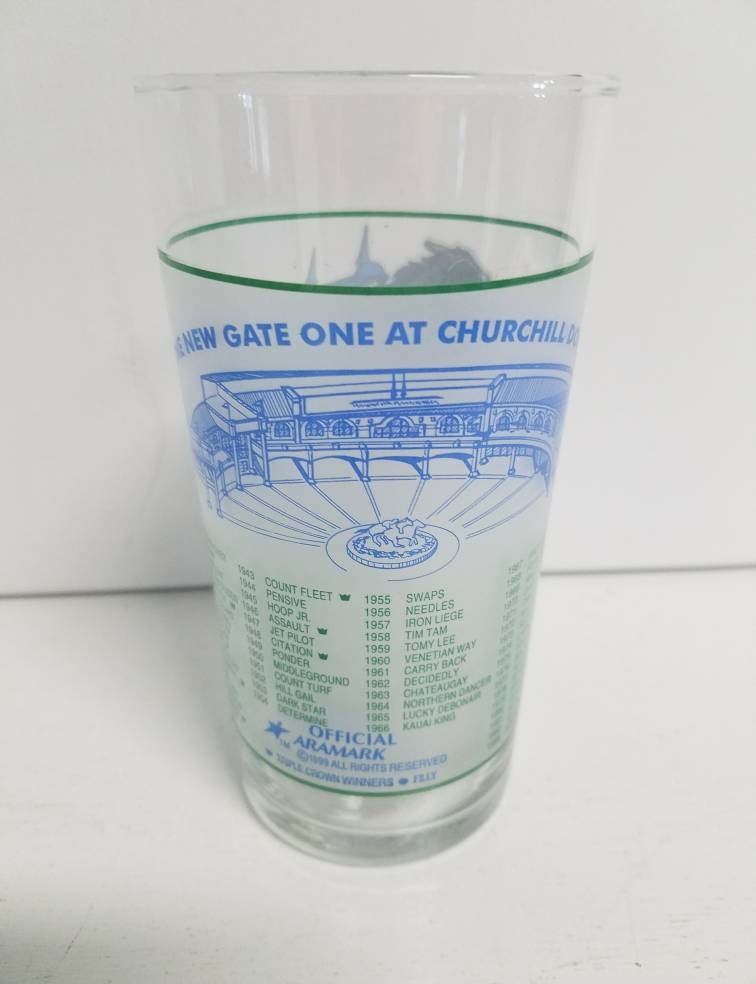 NEW GATE ONE AT CHURCHILL
1943 COUNT FLEET
1944 PENSIVE
1945 HOOP JR.
1946 ASSAULT
1947 JET PILOT
1948 CITATION
1949 PONDER
1950 MIDDLEGROUND
1951 COUNT TURF
1952 HILL GAIL
1953 DARK STAR
1954 DETERMINE
1955 SWAPS
1956 NEEDLES
1957 IRON LIEGE
1958 TIM TAM
1959 TOMY LEE
1960 VENETIAN WAY
1961 CARRY BACK
1962 DECIDEDLY
1963 CHATEAUGAY
1964 NORTHERN DANCER
1965 LUCKY DEBONAIR
1966 KAUAI KING
1967
1968
OFFICIAL
TM ARAMARK
©1999 ALL RIGHTS RESERVED
TRIPLE CROWN WINNERS FILLY